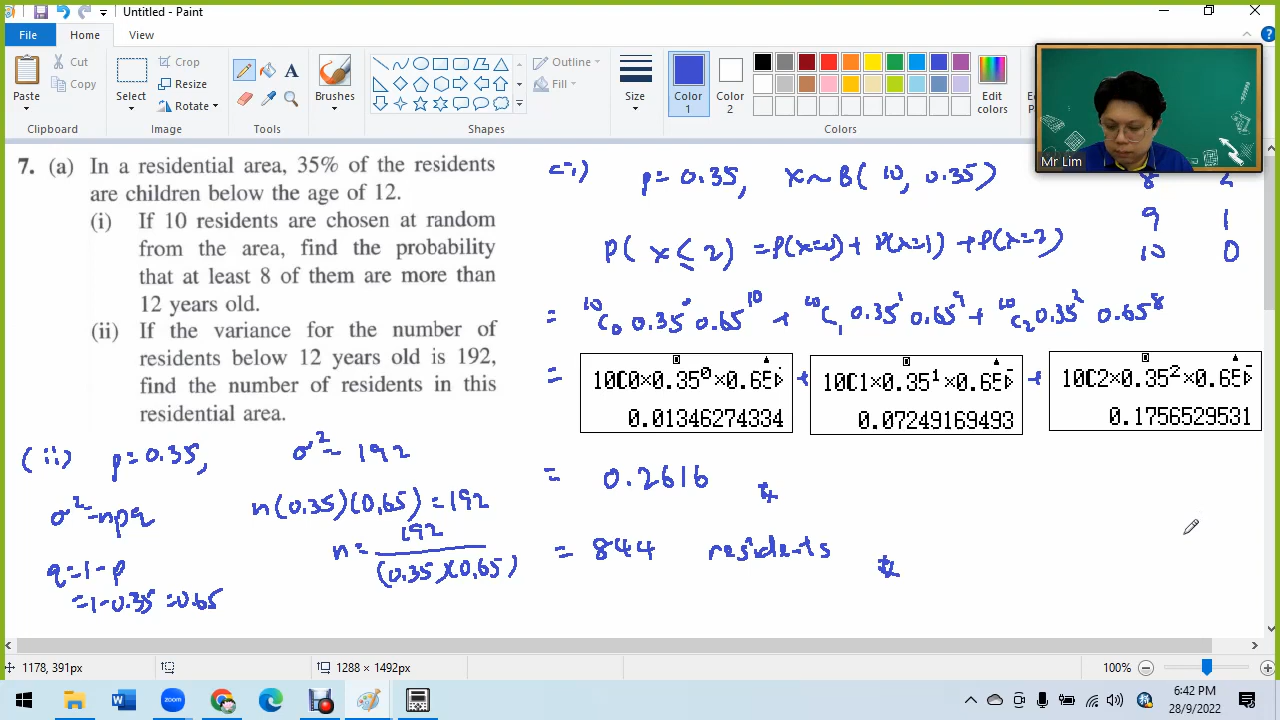 Untitled - Paint
File
Home
View
Paste
Cut
Copy
Clipboard
Select
Crop
Resize
Rotate
Image
Tools
Brushes
Shapes
Outline
Fill
Size
Color 1
Color 2
Colors
Edit colors
Mr Lim
7. (a) In a residential area, 35% of the residents
are children below the age of 12.
(i) If 10 residents are chosen at random
from the area, find the probability
that at least 8 of them are more than
12 years old.
(ii) If the variance for the number of
residents below 12 years old is 192,
find the number of residents in this
residential area.
(i) p = 0.35, X ~ B( 10, 0.35)
8 2
9 1
10 0
P( X ≤ 2) = P(X=0) + P(X=1) + P(X=2)
= ¹⁰C₀ 0.35⁰ 0.65¹⁰ + ¹⁰C₁ 0.35¹ 0.65⁹ + ¹⁰C₂ 0.35² 0.65⁸
= 10C0×0.35⁰×0.65 + 10C1×0.35¹×0.65 + 10C2×0.35²×0.65
0.01346274334 0.07249169493 0.1756529531
= 0.2616
(ii) p = 0.35, σ² = 192
σ² = npq
n(0.35)(0.65) = 192
n = 192 / (0.35)(0.65) = 844 residents
q = 1 - p
= 1 - 0.35 = 0.65
1178, 391px
1288 × 1492px
100%
zoom
6:42 PM
28/9/2022